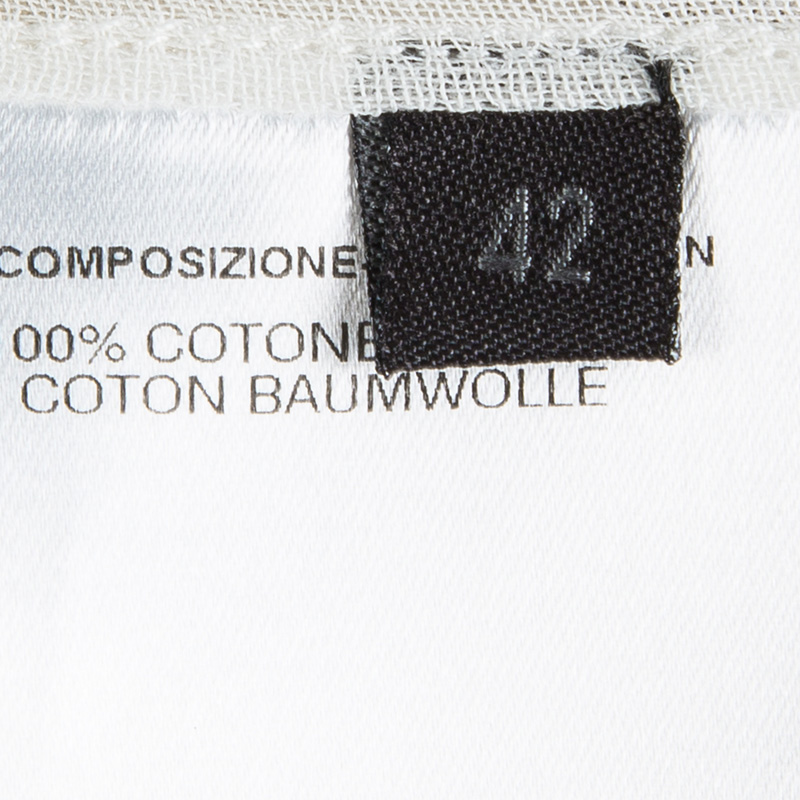 42
COMPOSIZIONE
00% COTONE
COTON BAUMWOLLE